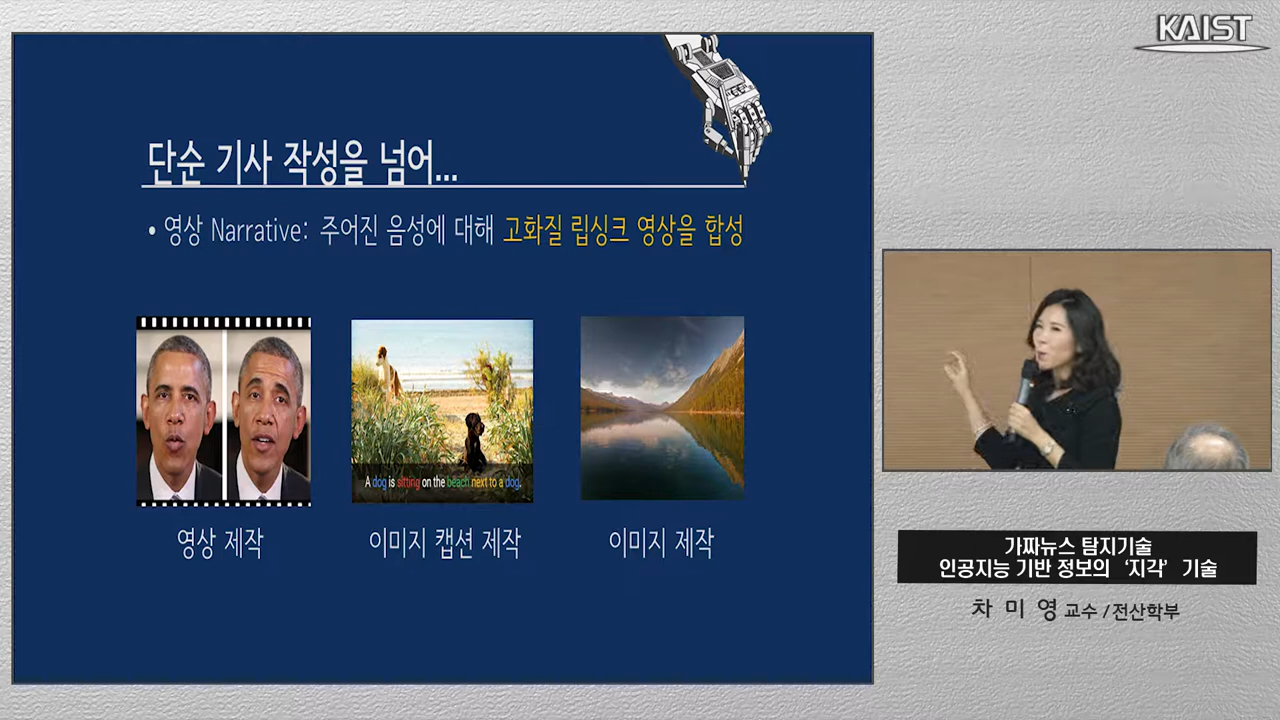 KAIST
단순 기사 작성을 넘어...
• 영상 Narrative: 주어진 음성에 대해 고화질 립싱크 영상을 합성
A dog is sitting on the beach next to a dog.
영상 제작
이미지 캡션 제작
이미지 제작
가짜뉴스 탐지기술
인공지능 기반 정보의 ‘지각’ 기술
차 미 영 교수 / 전산학부